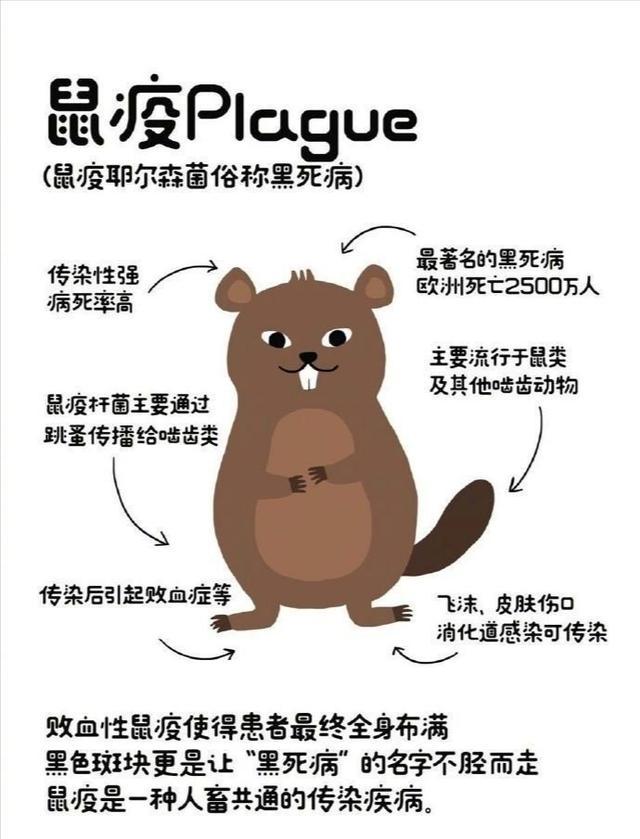 鼠疫Plague
(鼠疫耶尔森菌俗称黑死病)
传染性强
病死率高
最著名的黑死病
欧洲死亡2500万人
主要流行于鼠类
及其他啮齿动物
鼠疫杆菌主要通过
跳蚤传播给啮齿类
传染后引起败血症等
飞沫、皮肤伤口
消化道感染可传染
败血性鼠疫使得患者最终全身布满
黑色斑块更是让“黑死病”的名字不胫而走
鼠疫是一种人畜共通的传染疾病。